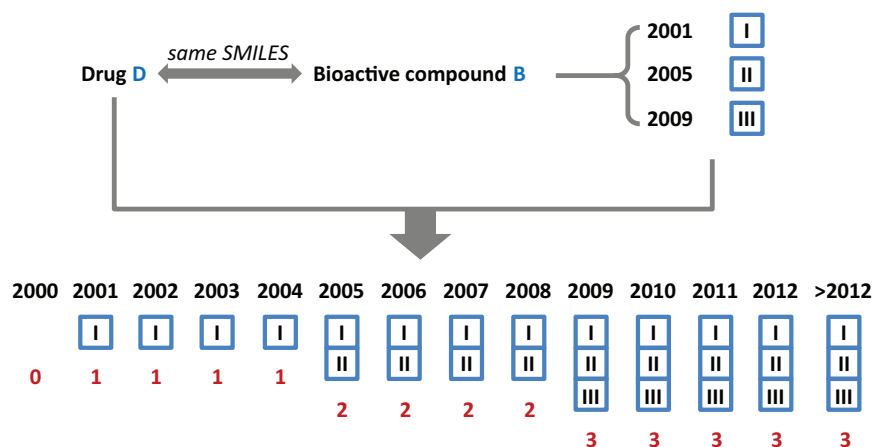 same SMILES
Drug D
Bioactive compound B
2001 I
2005 II
2009 III
2000 2001 2002 2003 2004 2005 2006 2007 2008 2009 2010 2011 2012 >2012
I I I I I I I I I I I I I
II II II II II II II II II
III III III III III
0 1 1 1 1
2 2 2 2
3 3 3 3 3